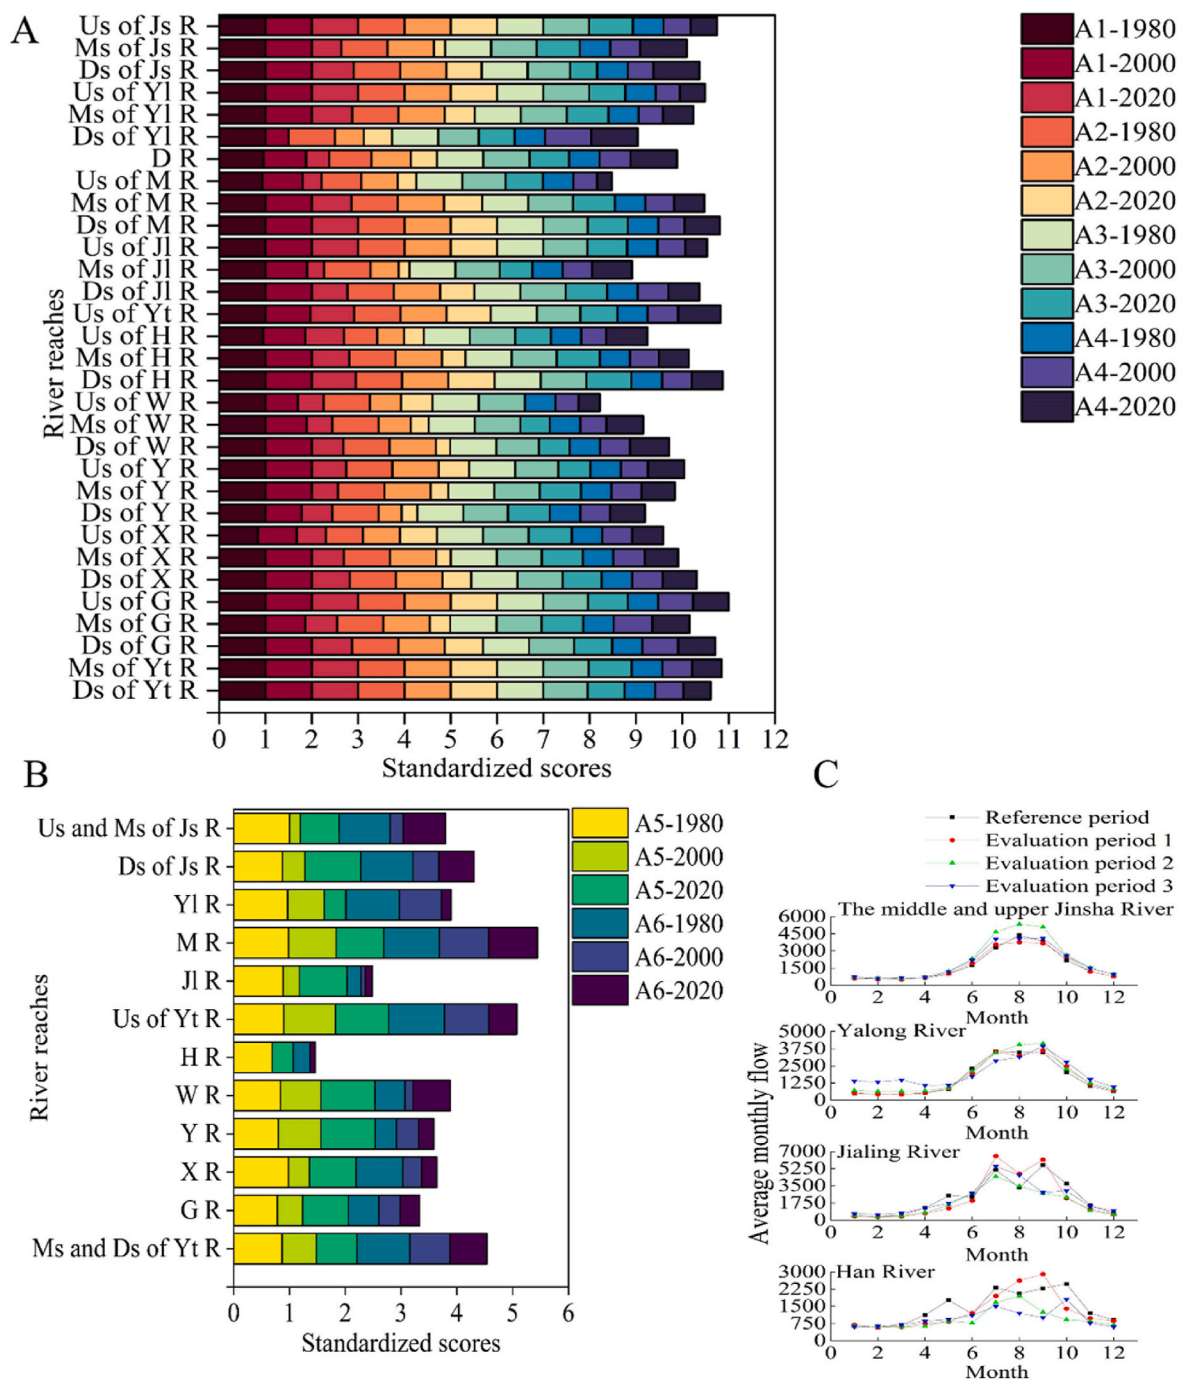 A
Us of Js R
Ms of Js R
Ds of Js R
Us of Yl R
Ms of Yl R
Ds of Yl R
D R
Us of M R
Ms of M R
Ds of M R
Us of Jl R
Ms of Jl R
Ds of Jl R
Us of Yt R
Us of H R
Ms of H R
Ds of H R
Us of W R
Ms of W R
Ds of W R
Us of Y R
Ms of Y R
Ds of Y R
Us of X R
Ms of X R
Ds of X R
Us of G R
Ms of G R
Ds of G R
Ms of Yt R
Ds of Yt R
River reaches
0 1 2 3 4 5 6 7 8 9 10 11 12
Standardized scores
A1-1980
A1-2000
A1-2020
A2-1980
A2-2000
A2-2020
A3-1980
A3-2000
A3-2020
A4-1980
A4-2000
A4-2020
B
Us and Ms of Js R
Ds of Js R
Yl R
M R
Jl R
Us of Yt R
H R
W R
Y R
X R
G R
Ms and Ds of Yt R
River reaches
0 1 2 3 4 5 6
Standardized scores
A5-1980
A5-2000
A5-2020
A6-1980
A6-2000
A6-2020
C
Reference period
Evaluation period 1
Evaluation period 2
Evaluation period 3
Average monthly flow
The middle and upper Jinsha River
6000
4500
3000
1500
0
0 2 4 6 8 10 12
Month
Yalong River
5000
3750
2500
1250
0
0 2 4 6 8 10 12
Month
Jialing River
7000
5250
3500
1750
0
0 2 4 6 8 10 12
Month
Han River
3000
2250
1500
750
0
0 2 4 6 8 10 12
Month